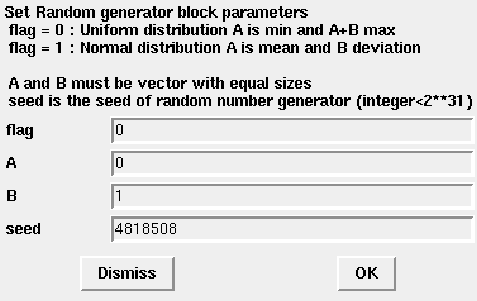 Set Random generator block parameters
flag = 0 : Uniform distribution A is min and A+B max
flag = 1 : Normal distribution A is mean and B deviation
A and B must be vector with equal sizes
seed is the seed of random number generator (integer<2**31)
flag 0
A 0
B 1
seed 4818508
Dismiss OK